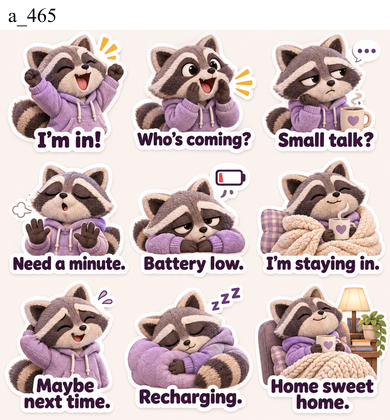 a_465
I'm in!
Who's coming?
Small talk?
Need a minute.
Battery low.
I'm staying in.
Maybe
next time.
zzz
Recharging.
Home sweet
home.